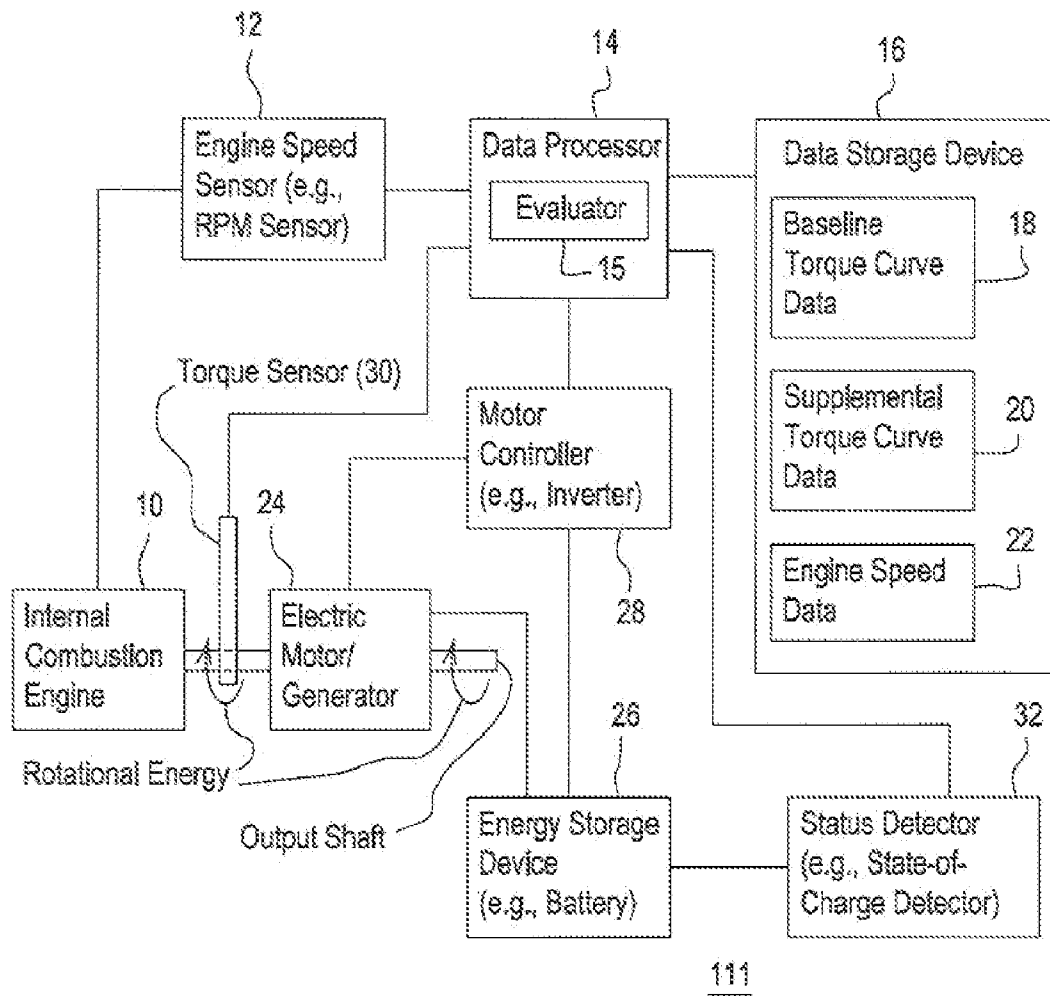 12
14
16
Engine Speed
Sensor (e.g.,
RPM Sensor)
Data Processor
Evaluator
15
Data Storage Device
Baseline
Torque Curve
Data
18
Torque Sensor (30)
Motor
Controller
(e.g., Inverter)
28
Supplemental
Torque Curve
Data
20
Engine Speed
Data
22
10
24
Internal
Combustion
Engine
Electric
Motor/
Generator
Rotational Energy
Output Shaft
26
32
Energy Storage
Device
(e.g., Battery)
Status Detector
(e.g., State-of-
Charge Detector)
111